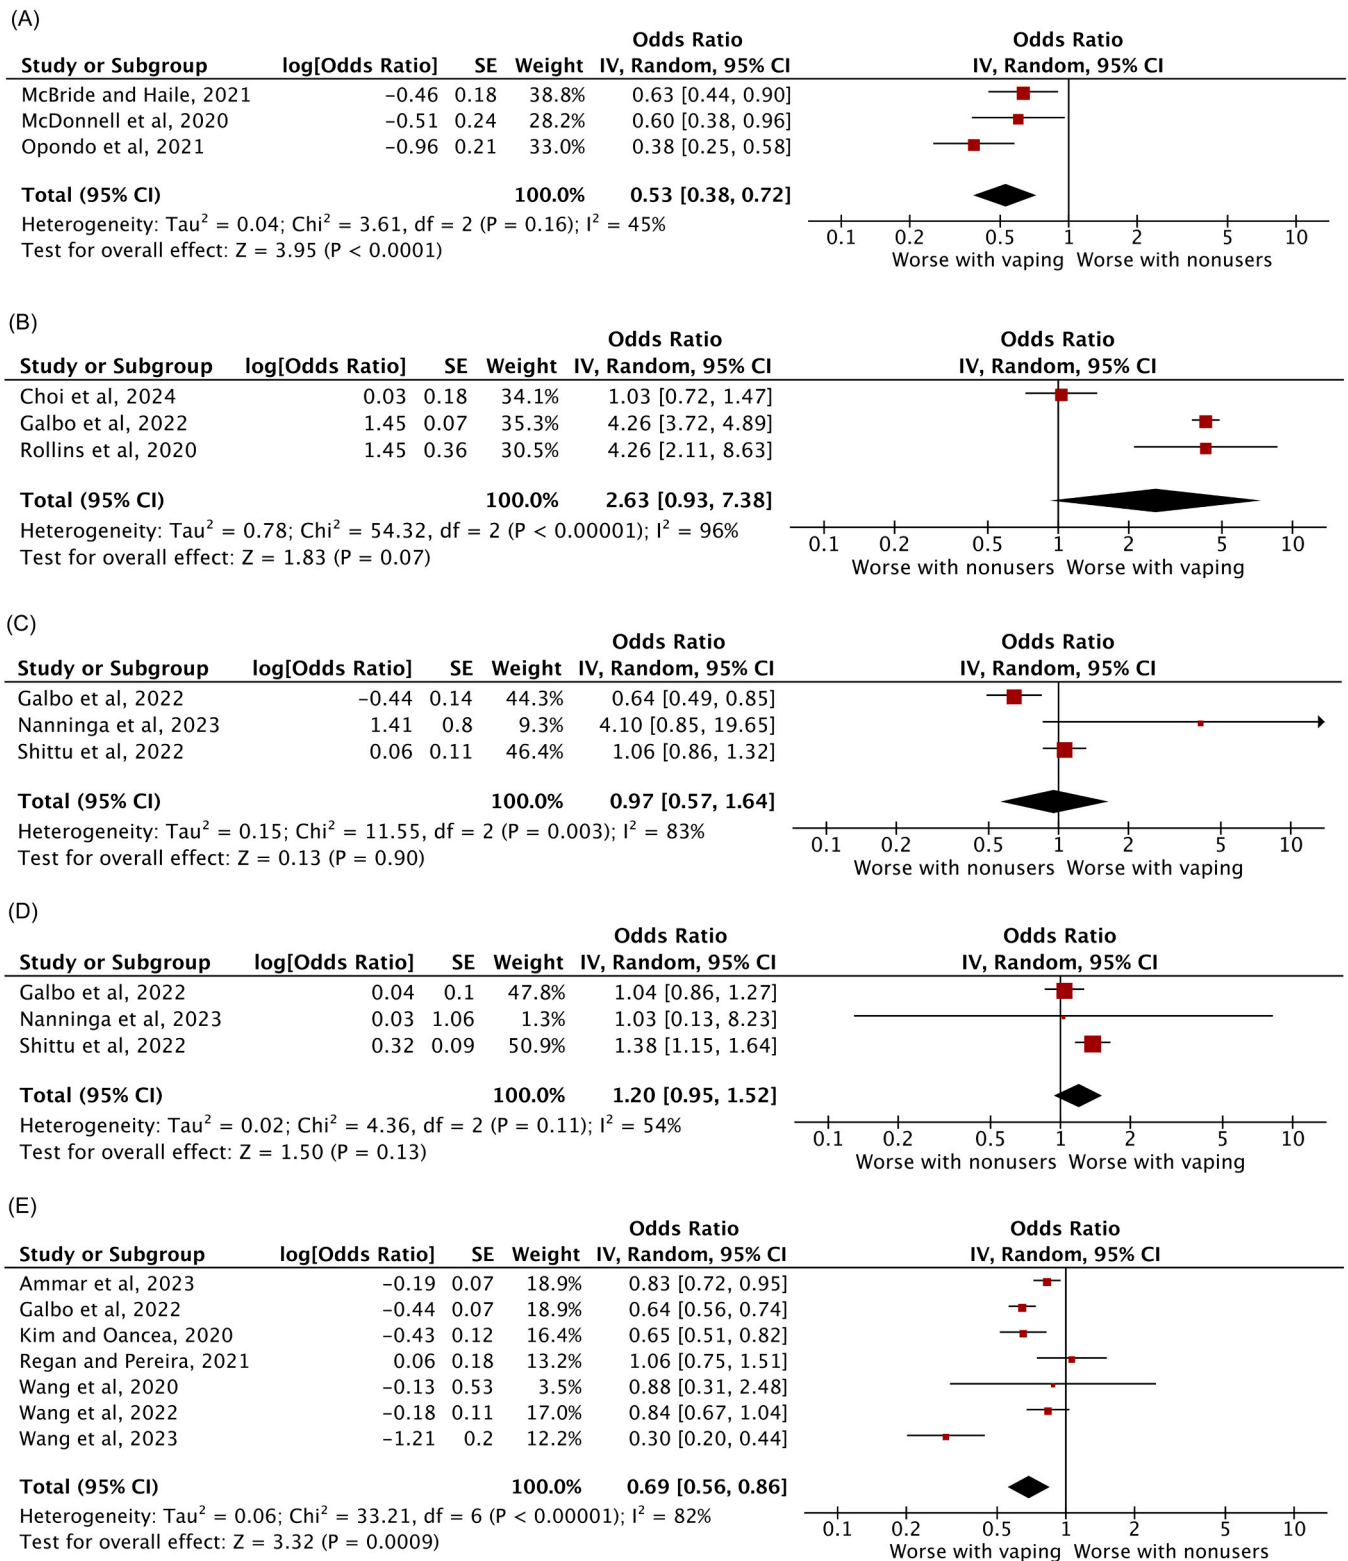 (A)
Odds Ratio Odds Ratio
Study or Subgroup log[Odds Ratio] SE Weight IV, Random, 95% CI IV, Random, 95% CI
McBride and Haile, 2021 −0.46 0.18 38.8% 0.63 [0.44, 0.90]
McDonnell et al, 2020 −0.51 0.24 28.2% 0.60 [0.38, 0.96]
Opondo et al, 2021 −0.96 0.21 33.0% 0.38 [0.25, 0.58]
Total (95% CI) 100.0% 0.53 [0.38, 0.72]
Heterogeneity: Tau² = 0.04; Chi² = 3.61, df = 2 (P = 0.16); I² = 45%
Test for overall effect: Z = 3.95 (P < 0.0001)
0.1 0.2 0.5 1 2 5 10
Worse with vaping Worse with nonusers
(B)
Odds Ratio Odds Ratio
Study or Subgroup log[Odds Ratio] SE Weight IV, Random, 95% CI IV, Random, 95% CI
Choi et al, 2024 0.03 0.18 34.1% 1.03 [0.72, 1.47]
Galbo et al, 2022 1.45 0.07 35.3% 4.26 [3.72, 4.89]
Rollins et al, 2020 1.45 0.36 30.5% 4.26 [2.11, 8.63]
Total (95% CI) 100.0% 2.63 [0.93, 7.38]
Heterogeneity: Tau² = 0.78; Chi² = 54.32, df = 2 (P < 0.00001); I² = 96%
Test for overall effect: Z = 1.83 (P = 0.07)
0.1 0.2 0.5 1 2 5 10
Worse with nonusers Worse with vaping
(C)
Odds Ratio Odds Ratio
Study or Subgroup log[Odds Ratio] SE Weight IV, Random, 95% CI IV, Random, 95% CI
Galbo et al, 2022 −0.44 0.14 44.3% 0.64 [0.49, 0.85]
Nanninga et al, 2023 1.41 0.8 9.3% 4.10 [0.85, 19.65]
Shittu et al, 2022 0.06 0.11 46.4% 1.06 [0.86, 1.32]
Total (95% CI) 100.0% 0.97 [0.57, 1.64]
Heterogeneity: Tau² = 0.15; Chi² = 11.55, df = 2 (P = 0.003); I² = 83%
Test for overall effect: Z = 0.13 (P = 0.90)
0.1 0.2 0.5 1 2 5 10
Worse with nonusers Worse with vaping
(D)
Odds Ratio Odds Ratio
Study or Subgroup log[Odds Ratio] SE Weight IV, Random, 95% CI IV, Random, 95% CI
Galbo et al, 2022 0.04 0.1 47.8% 1.04 [0.86, 1.27]
Nanninga et al, 2023 0.03 1.06 1.3% 1.03 [0.13, 8.23]
Shittu et al, 2022 0.32 0.09 50.9% 1.38 [1.15, 1.64]
Total (95% CI) 100.0% 1.20 [0.95, 1.52]
Heterogeneity: Tau² = 0.02; Chi² = 4.36, df = 2 (P = 0.11); I² = 54%
Test for overall effect: Z = 1.50 (P = 0.13)
0.1 0.2 0.5 1 2 5 10
Worse with nonusers Worse with vaping
(E)
Odds Ratio Odds Ratio
Study or Subgroup log[Odds Ratio] SE Weight IV, Random, 95% CI IV, Random, 95% CI
Ammar et al, 2023 −0.19 0.07 18.9% 0.83 [0.72, 0.95]
Galbo et al, 2022 −0.44 0.07 18.9% 0.64 [0.56, 0.74]
Kim and Oancea, 2020 −0.43 0.12 16.4% 0.65 [0.51, 0.82]
Regan and Pereira, 2021 0.06 0.18 13.2% 1.06 [0.75, 1.51]
Wang et al, 2020 −0.13 0.53 3.5% 0.88 [0.31, 2.48]
Wang et al, 2022 −0.18 0.11 17.0% 0.84 [0.67, 1.04]
Wang et al, 2023 −1.21 0.2 12.2% 0.30 [0.20, 0.44]
Total (95% CI) 100.0% 0.69 [0.56, 0.86]
Heterogeneity: Tau² = 0.06; Chi² = 33.21, df = 6 (P < 0.00001); I² = 82%
Test for overall effect: Z = 3.32 (P = 0.0009)
0.1 0.2 0.5 1 2 5 10
Worse with vaping Worse with nonusers